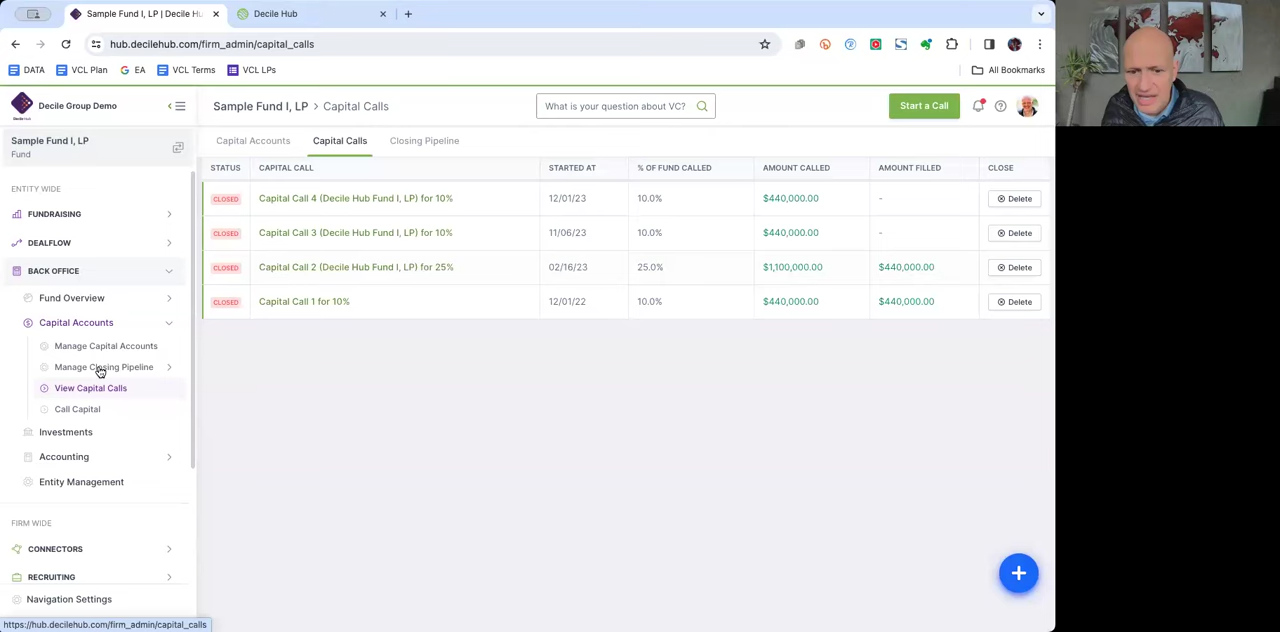 Sample Fund I, LP | Decile Hu
Decile Hub
hub.decilehub.com/firm_admin/capital_calls
DATA
VCL Plan
EA
VCL Terms
VCL LPs
All Bookmarks
Decile Group Demo
Sample Fund I, LP > Capital Calls
What is your question about VC?
Start a Call
Sample Fund I, LP
Fund
Capital Accounts
Capital Calls
Closing Pipeline
STATUS CAPITAL CALL STARTED AT % OF FUND CALLED AMOUNT CALLED AMOUNT FILLED CLOSE
CLOSED Capital Call 4 (Decile Hub Fund I, LP) for 10% 12/01/23 10.0% $440,000.00 - Delete
CLOSED Capital Call 3 (Decile Hub Fund I, LP) for 10% 11/06/23 10.0% $440,000.00 - Delete
CLOSED Capital Call 2 (Decile Hub Fund I, LP) for 25% 02/16/23 25.0% $1,100,000.00 $440,000.00 Delete
CLOSED Capital Call 1 for 10% 12/01/22 10.0% $440,000.00 $440,000.00 Delete
ENTITY WIDE
FUNDRAISING
DEALFLOW
BACK OFFICE
Fund Overview
Capital Accounts
Manage Capital Accounts
Manage Closing Pipeline
View Capital Calls
Call Capital
Investments
Accounting
Entity Management
FIRM WIDE
CONNECTORS
RECRUITING
Navigation Settings
https://hub.decilehub.com/firm_admin/capital_calls